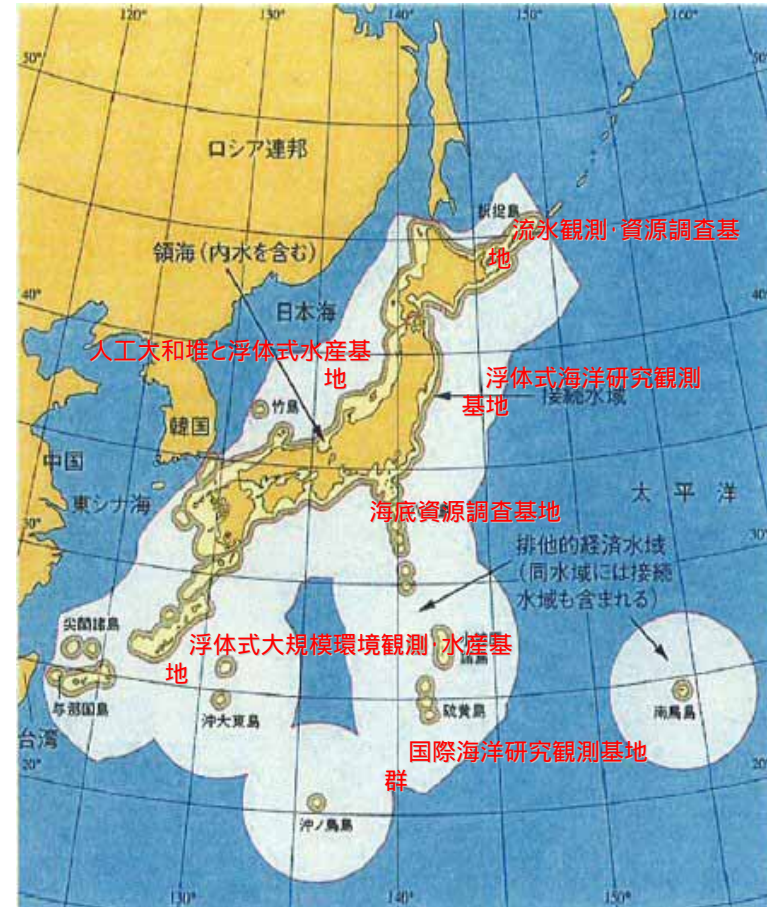 120°
130°
140°
150°
160°
50°
50°
ロシア連邦
択捉島
流氷観測·資源調査基
地
領海（内水を含む）
40°
40°
日本海
人工大和堆と浮体式水産基
地
浮体式海洋研究観測
基地
接続水域
竹島
韓国
中国
東シナ海
太平洋
海底資源調査基地
30°
30°
排他的経済水域
（同水域には接続
水域も含まれる）
尖閣諸島
浮体式大規模環境観測·水産基
地
諸島
与那国島
沖大東島
硫黄島
南鳥島
台湾
国際海洋研究観測基地
群
20°
20°
沖ノ鳥島
130°
140°
150°